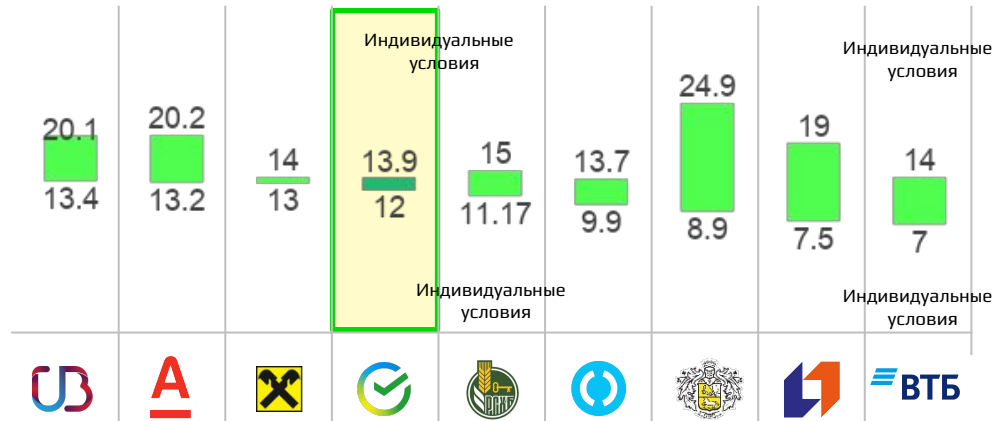 Индивидуальные
условия
Индивидуальные
условия
24.9
20.1
20.2
19
14
13.9
15
13.7
14
13.4
13.2
13
12
11.17
9.9
8.9
7.5
7
Индивидуальные
условия
Индивидуальные
условия
UB
А
РСХБ
ВТБ